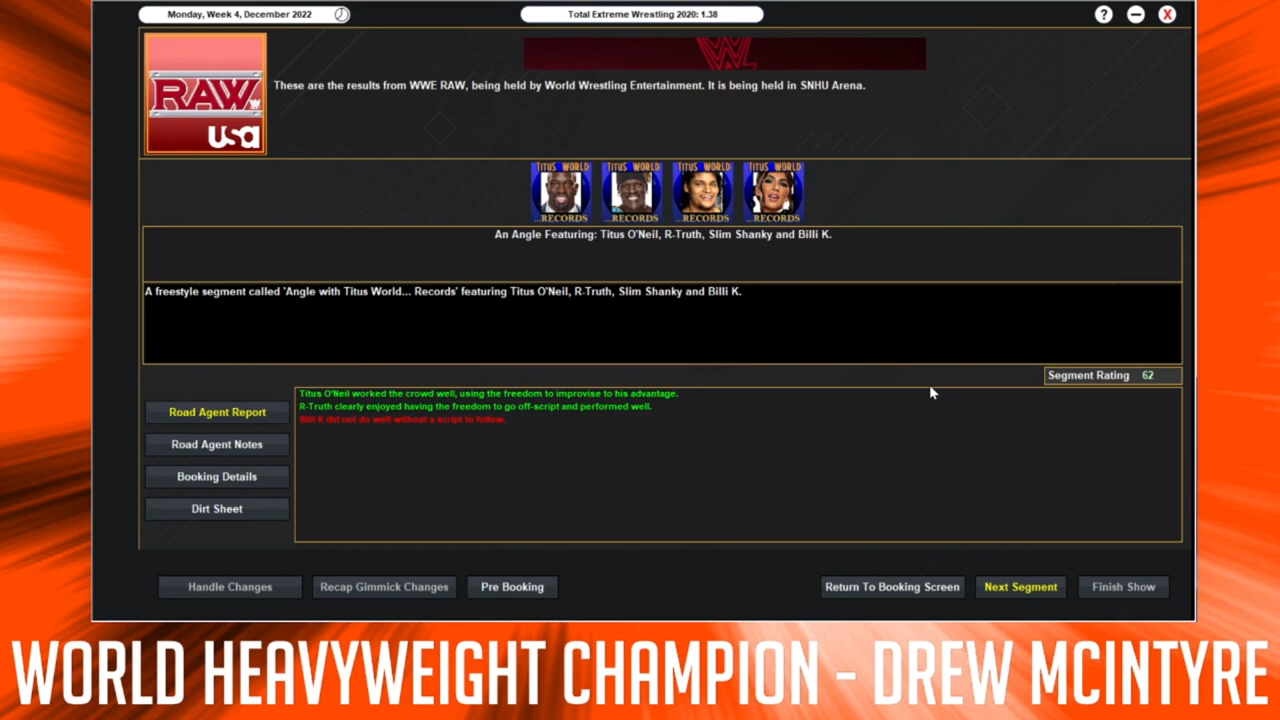 Monday, Week 4, December 2022
Total Extreme Wrestling 2020: 1.38
?
X
RAW
USA
W
These are the results from WWE RAW, being held by World Wrestling Entertainment. It is being held in SNHU Arena.
TITUS WORLD TITUS WORLD TITUS WORLD TITUS WORLD
...RECORDS ...RECORDS ...RECORDS ...RECORDS
An Angle Featuring: Titus O'Neil, R-Truth, Slim Shanky and Billi K.
A freestyle segment called 'Angle with Titus World... Records' featuring Titus O'Neil, R-Truth, Slim Shanky and Billi K.
Segment Rating 62
Titus O'Neil worked the crowd well, using the freedom to improvise to his advantage.
R-Truth clearly enjoyed having the freedom to go off-script and performed well.
Billi K did not do well without a script to follow.
Road Agent Report
Road Agent Notes
Booking Details
Dirt Sheet
Handle Changes Recap Gimmick Changes Pre Booking Return To Booking Screen Next Segment Finish Show
WORLD HEAVYWEIGHT CHAMPION - DREW MCINTYRE